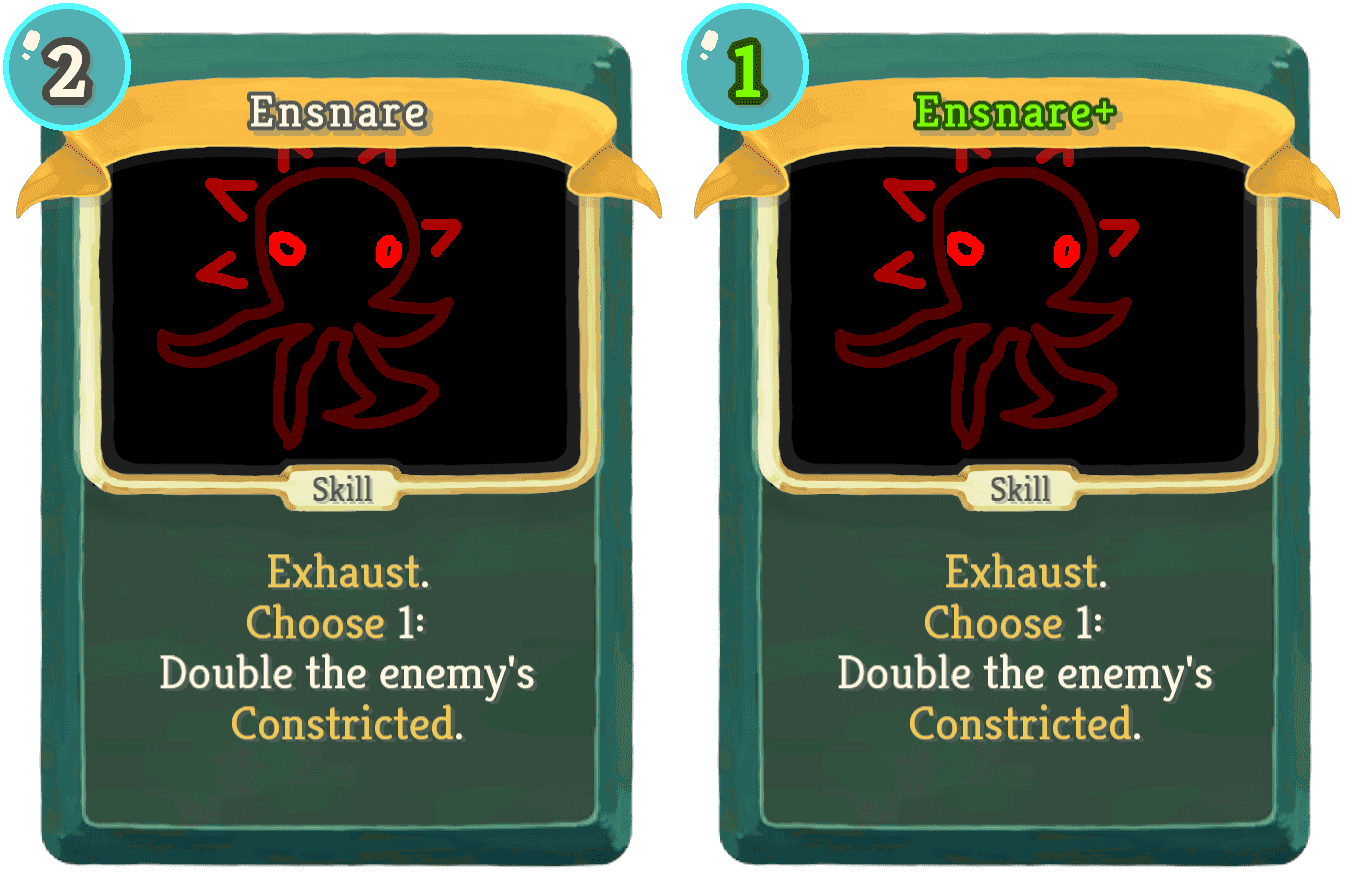 2
Ensnare
Skill
Exhaust.
Choose 1:
Double the enemy's
Constricted.
1
Ensnare+
Skill
Exhaust.
Choose 1:
Double the enemy's
Constricted.